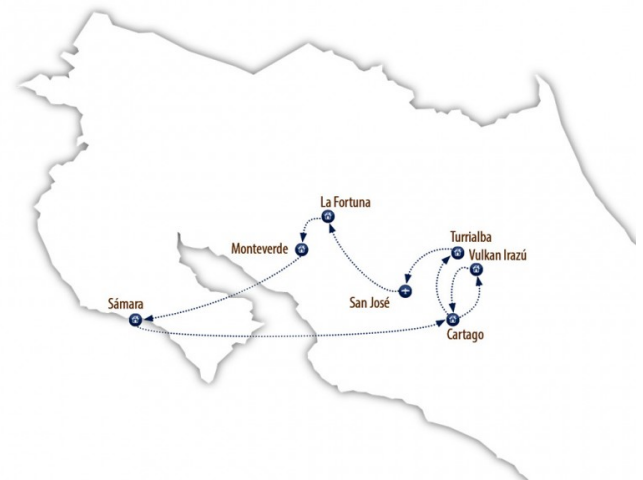 La Fortuna
Monteverde
Turrialba
Vulkan Irazú
San José
Sámara
Cartago